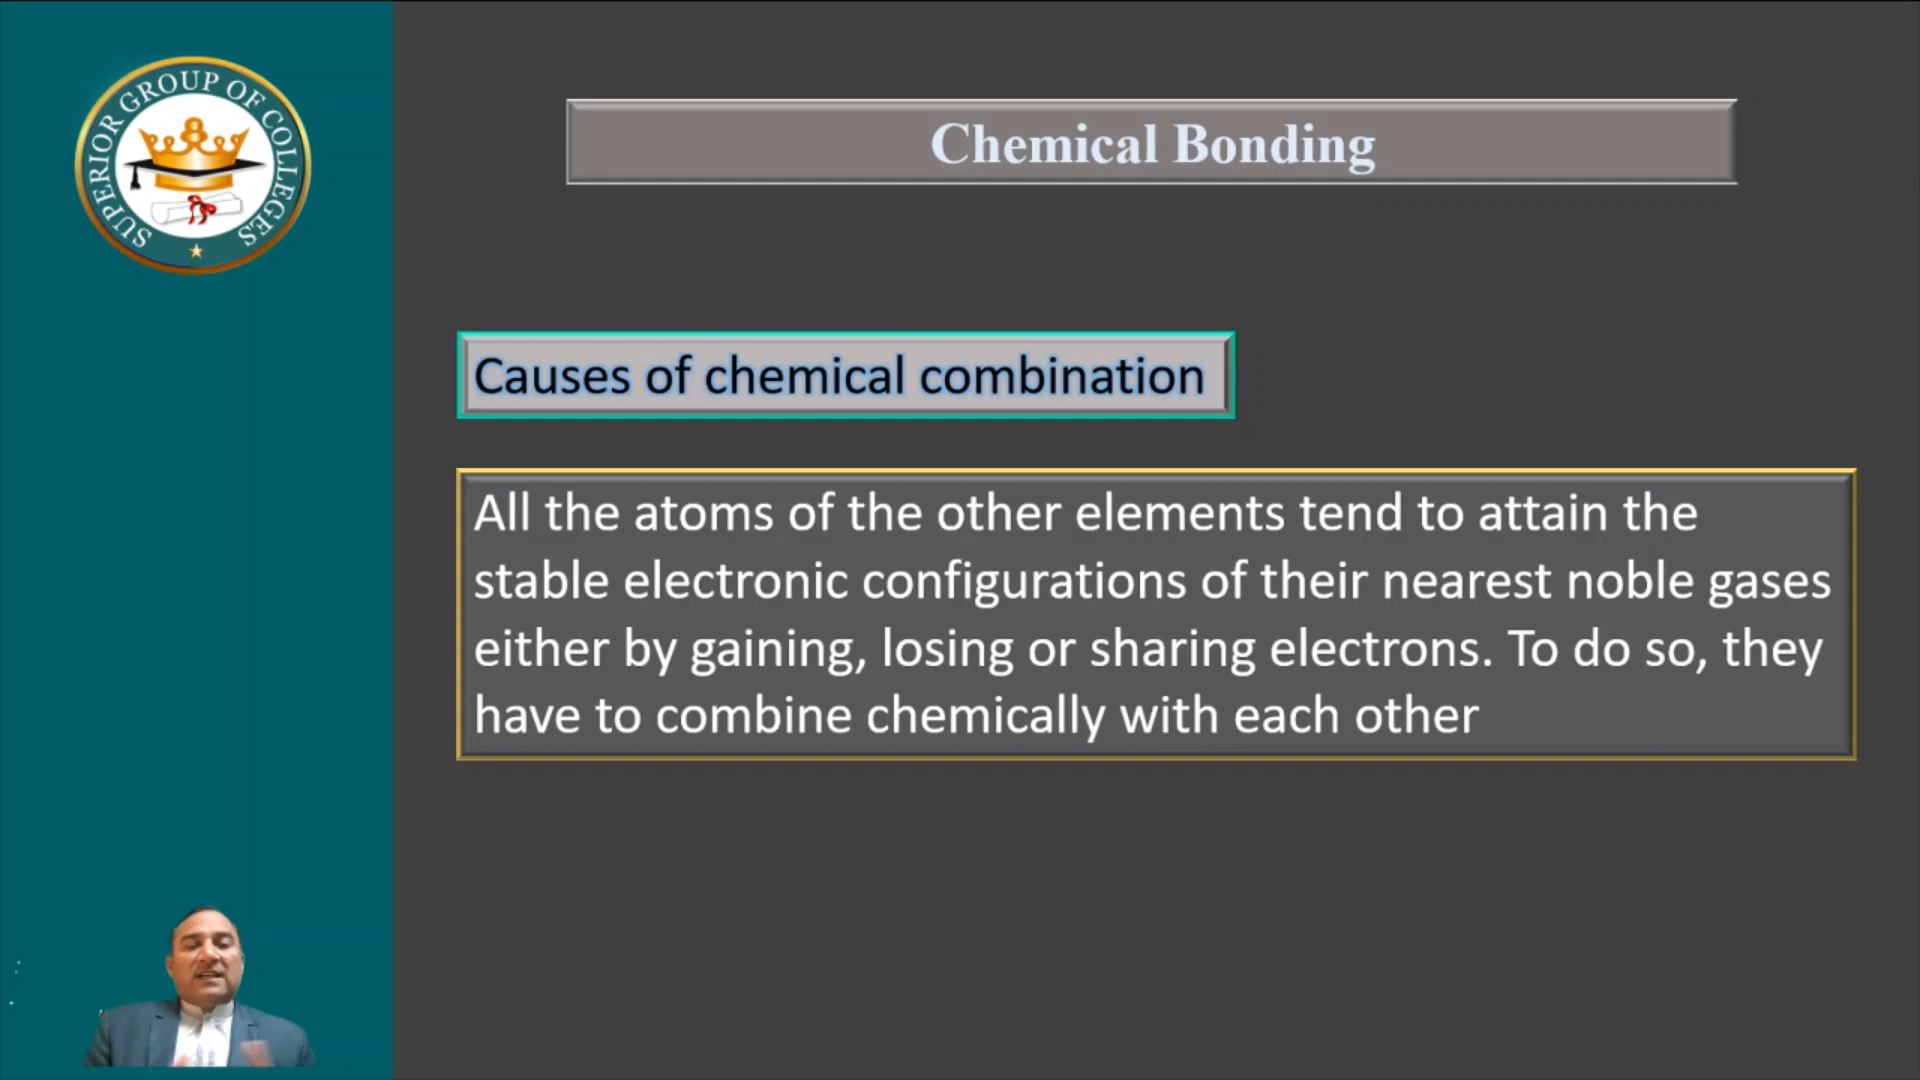 SUPERIOR GROUP OF COLLEGES
Chemical Bonding
Causes of chemical combination
All the atoms of the other elements tend to attain the
stable electronic configurations of their nearest noble gases
either by gaining, losing or sharing electrons. To do so, they
have to combine chemically with each other